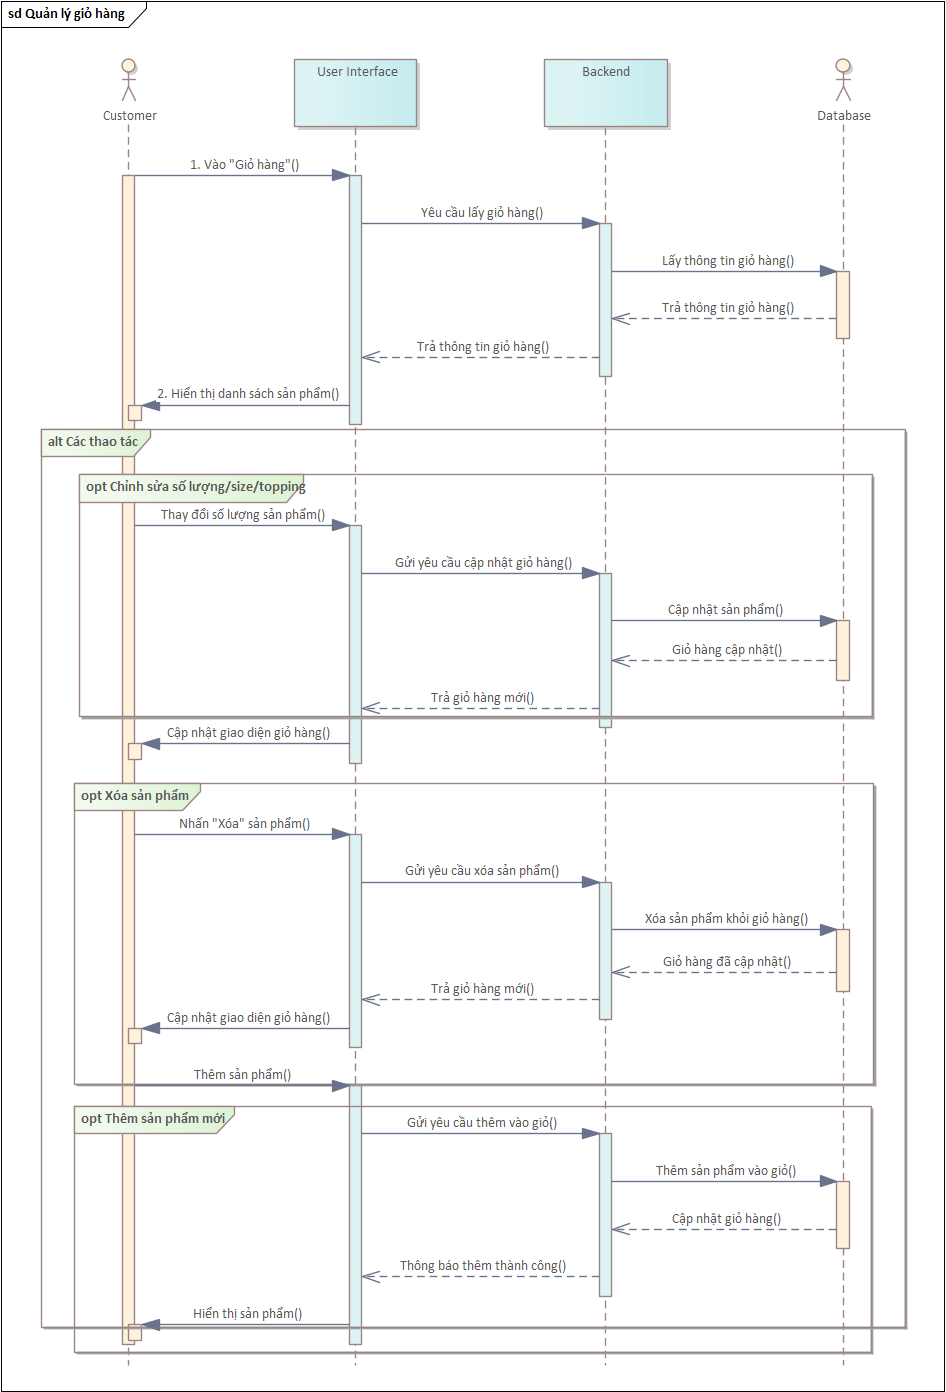 sd Quản lý giỏ hàng
User Interface
Backend
Customer
Database
1. Vào "Giỏ hàng"()
Yêu cầu lấy giỏ hàng()
Lấy thông tin giỏ hàng()
Trả thông tin giỏ hàng()
Trả thông tin giỏ hàng()
2. Hiển thị danh sách sản phẩm()
alt Các thao tác
opt Chỉnh sửa số lượng/size/topping
Thay đổi số lượng sản phẩm()
Gửi yêu cầu cập nhật giỏ hàng()
Cập nhật sản phẩm()
Giỏ hàng cập nhật()
Trả giỏ hàng mới()
Cập nhật giao diện giỏ hàng()
opt Xóa sản phẩm
Nhấn "Xóa" sản phẩm()
Gửi yêu cầu xóa sản phẩm()
Xóa sản phẩm khỏi giỏ hàng()
Giỏ hàng đã cập nhật()
Trả giỏ hàng mới()
Cập nhật giao diện giỏ hàng()
Thêm sản phẩm()
opt Thêm sản phẩm mới
Gửi yêu cầu thêm vào giỏ()
Thêm sản phẩm vào giỏ()
Cập nhật giỏ hàng()
Thông báo thêm thành công()
Hiển thị sản phẩm()